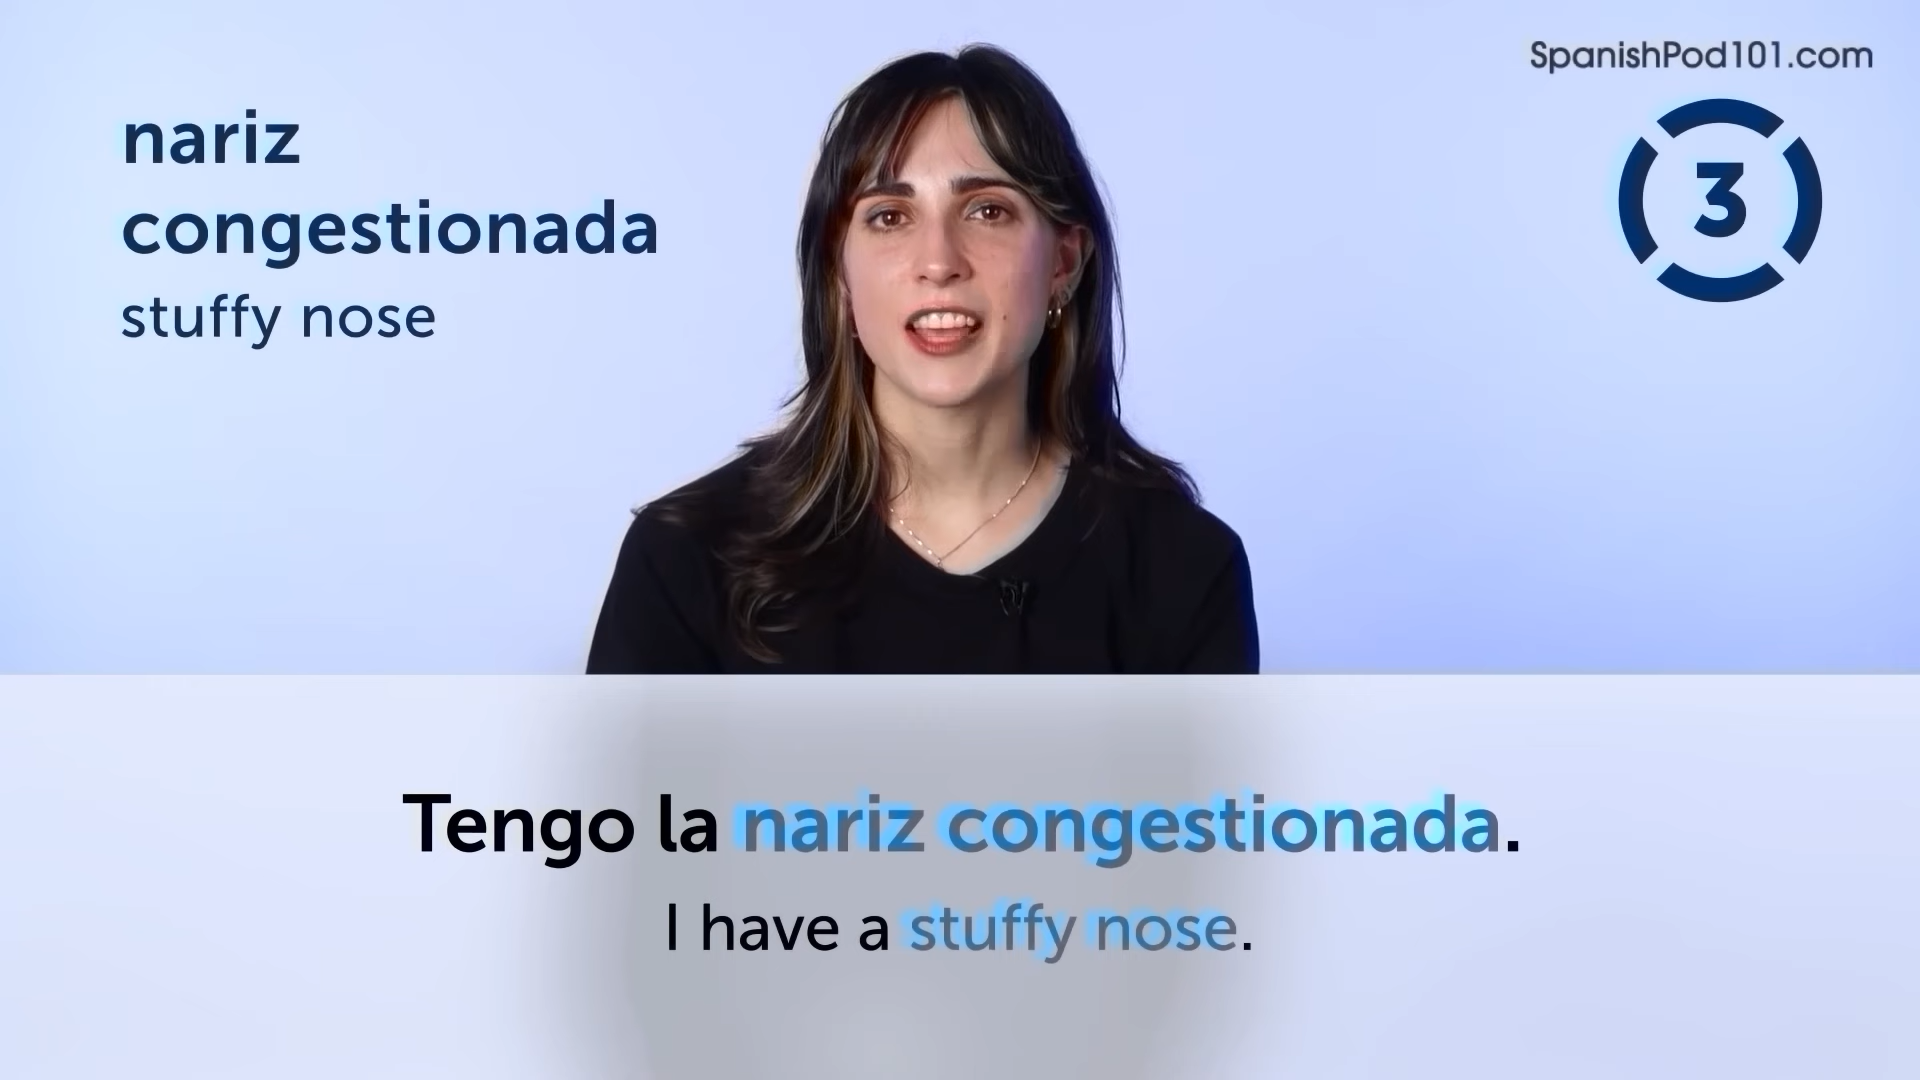 SpanishPod101.com
nariz
congestionada
stuffy nose
3
Tengo la nariz congestionada.
I have a stuffy nose.